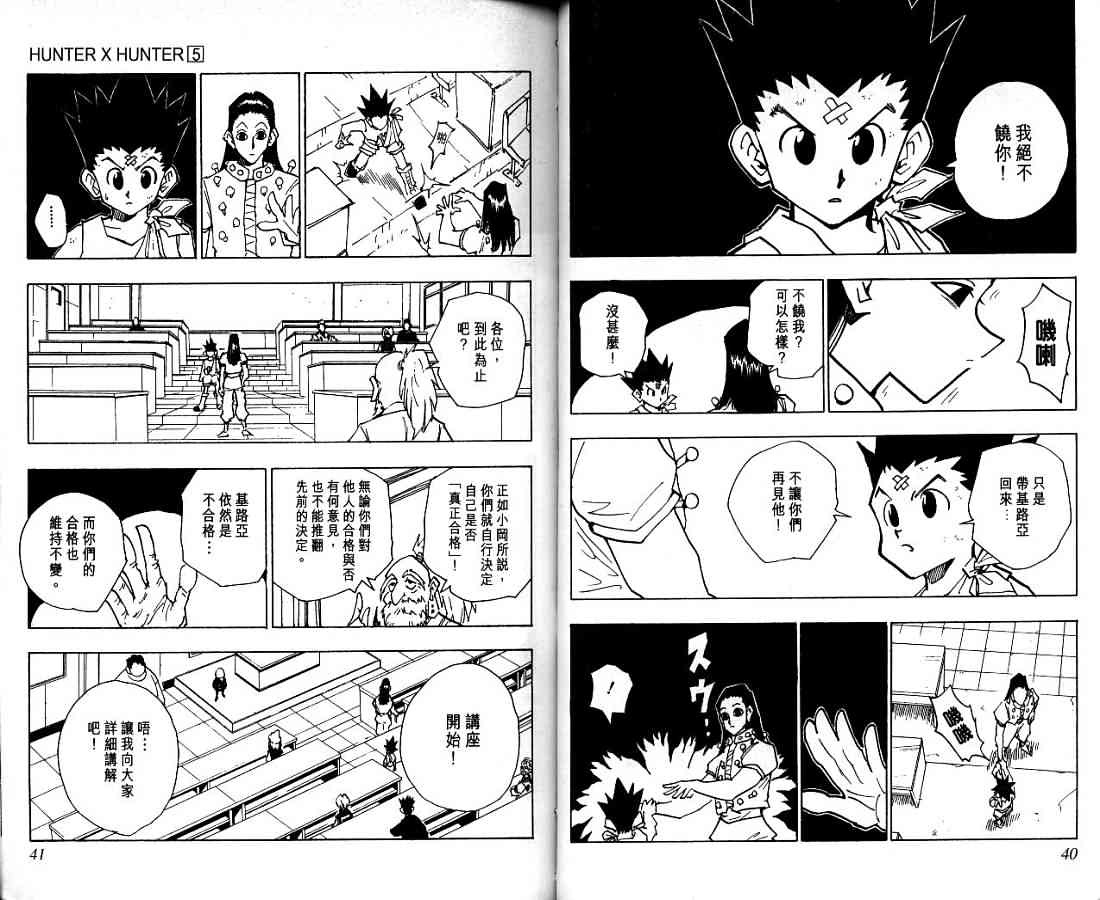 我絕不
饒你！
嘰喇
不饒我？
可以怎樣？
沒甚麼！
只是
帶基路亞
回來…
不讓你們
再見他！
嘰
嘰
スウ…
！
40
HUNTER X HUNTER 5
啪
……
各位，
到此為止
吧？
正如小岡所說，
你們就自行決定
自己是否
「真正合格」！
無論你們對
他人的合格與否
有何意見，
也不能推翻
先前的決定。
基路亞
依然是
不合格…
而你們的
合格也
維持不變。
講座
開始！
唔…
讓我向大家
詳細講解
吧！
41